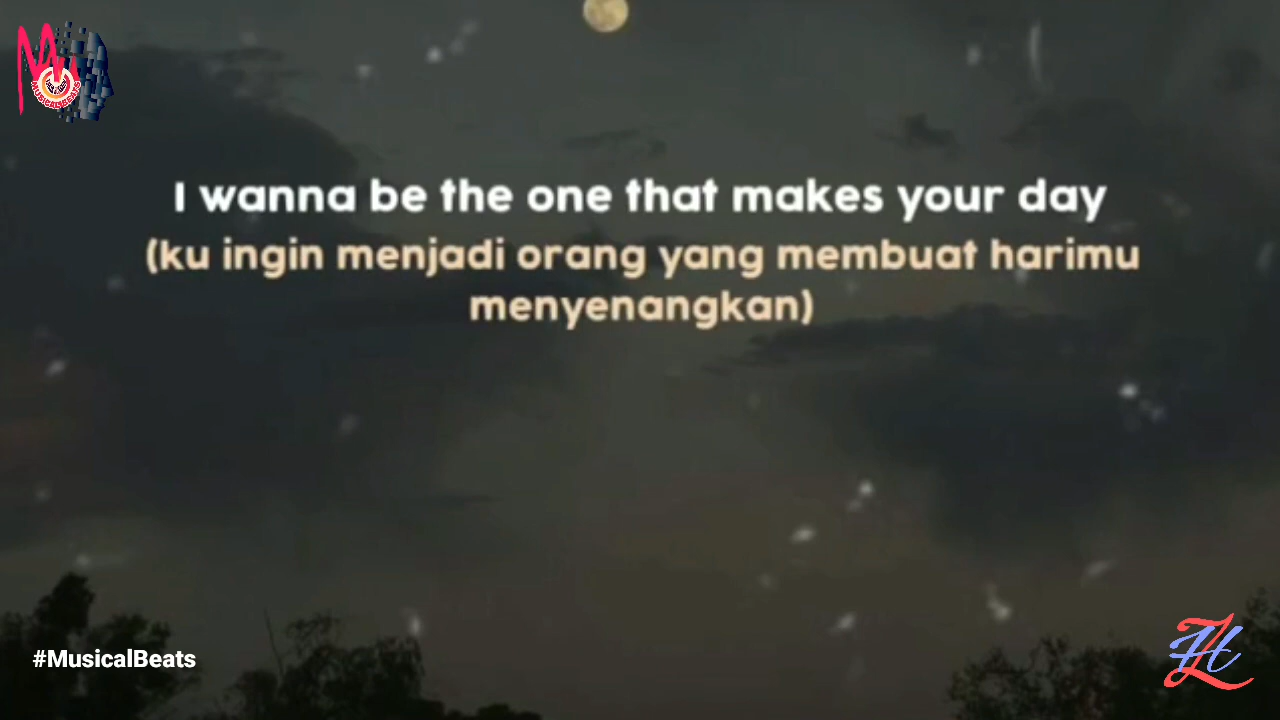 I wanna be the one that makes your day
(ku ingin menjadi orang yang membuat harimu
menyenangkan)
#MusicalBeats